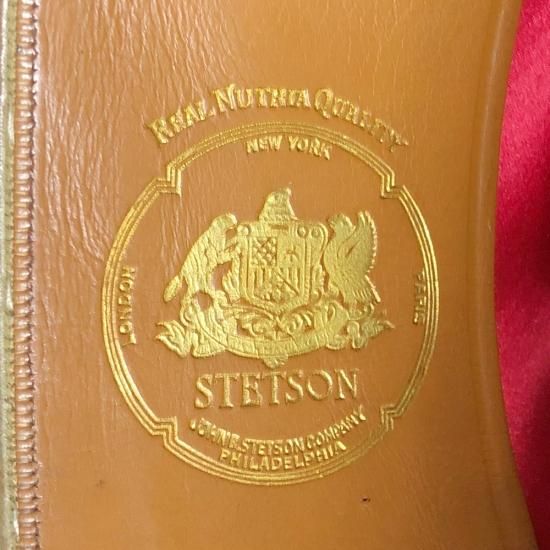 REAL NUTRIA QUALITY
NEW YORK
LONDON
PARIS
STETSON
JOHN B. STETSON COMPANY
PHILADELPHIA